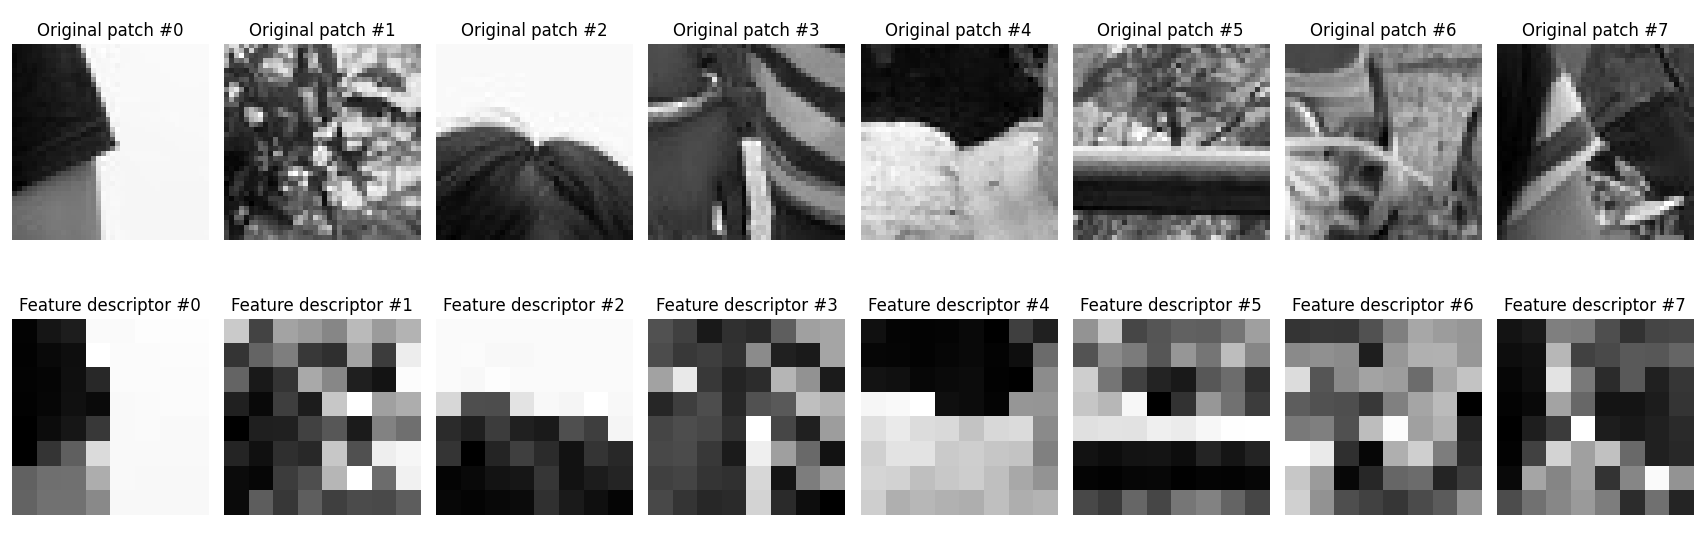 Original patch #0
Original patch #1
Original patch #2
Original patch #3
Original patch #4
Original patch #5
Original patch #6
Original patch #7
Feature descriptor #0
Feature descriptor #1
Feature descriptor #2
Feature descriptor #3
Feature descriptor #4
Feature descriptor #5
Feature descriptor #6
Feature descriptor #7